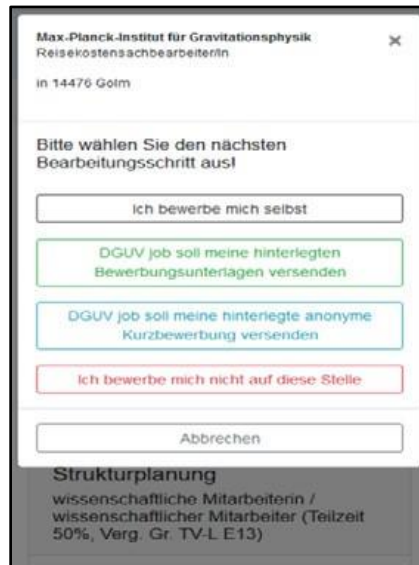 Max-Planck-Institut für Gravitationsphysik
Reisekostensachbearbeiter/in
×
in 14476 Golm
Bitte wählen Sie den nächsten
Bearbeitungsschritt aus!
Ich bewerbe mich selbst
DGUV job soll meine hinterlegten
Bewerbungsunterlagen versenden
DGUV job soll meine hinterlegte anonyme
Kurzbewerbung versenden
Ich bewerbe mich nicht auf diese Stelle
Abbrechen
Strukturplanung
wissenschaftliche Mitarbeiterin /
wissenschaftlicher Mitarbeiter (Teilzeit
50%, Verg. Gr. TV-L E13)